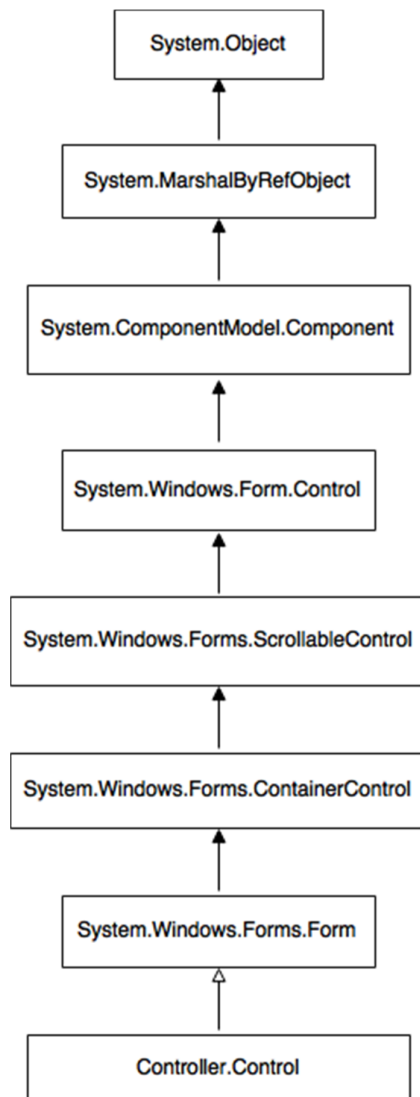 System.Object
System.MarshalByRefObject
System.ComponentModel.Component
System.Windows.Form.Control
System.Windows.Forms.ScrollableControl
System.Windows.Forms.ContainerControl
System.Windows.Forms.Form
Controller.Control